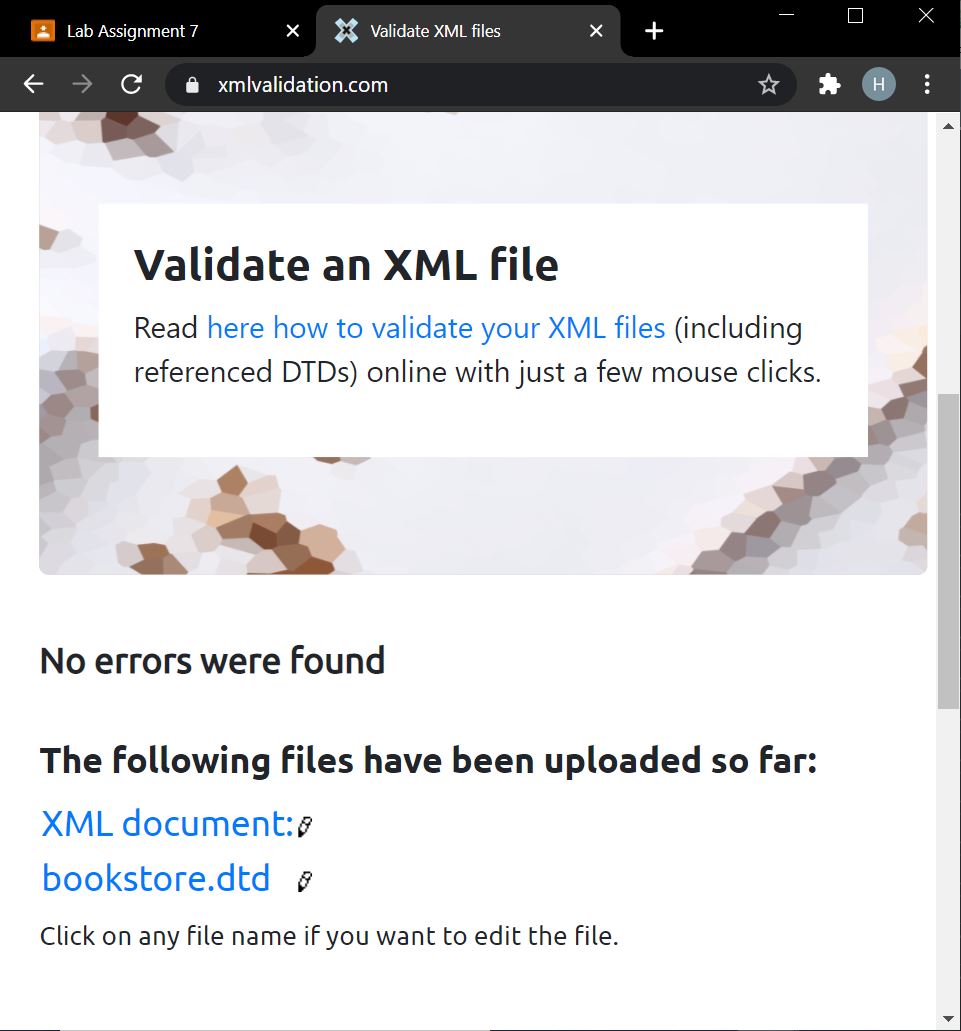 Lab Assignment 7
Validate XML files
xmlvalidation.com
H
Validate an XML file
Read here how to validate your XML files (including
referenced DTDs) online with just a few mouse clicks.
No errors were found
The following files have been uploaded so far:
XML document:
bookstore.dtd
Click on any file name if you want to edit the file.